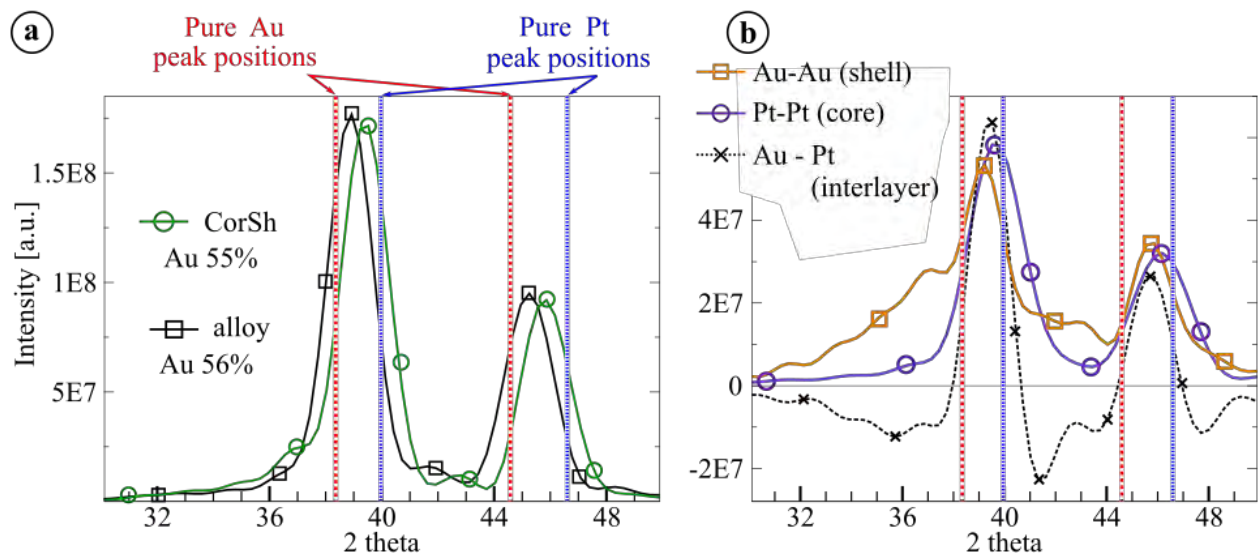 a
Pure Au
peak positions
Pure Pt
peak positions
Intensity [a.u.]
1.5E8
1E8
5E7
CorSh
Au 55%
alloy
Au 56%
32
36
40
44
48
2 theta
b
Au-Au (shell)
Pt-Pt (core)
Au - Pt
(interlayer)
4E7
2E7
0
-2E7
32
36
40
44
48
2 theta